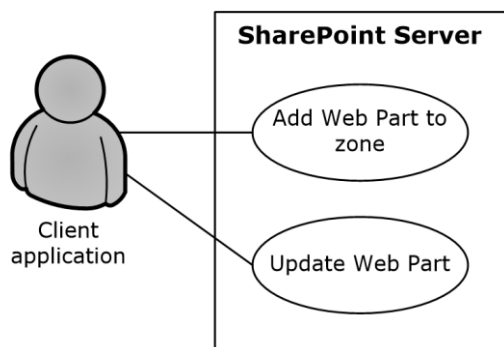 SharePoint Server
Add Web Part to
zone
Client
application
Update Web Part